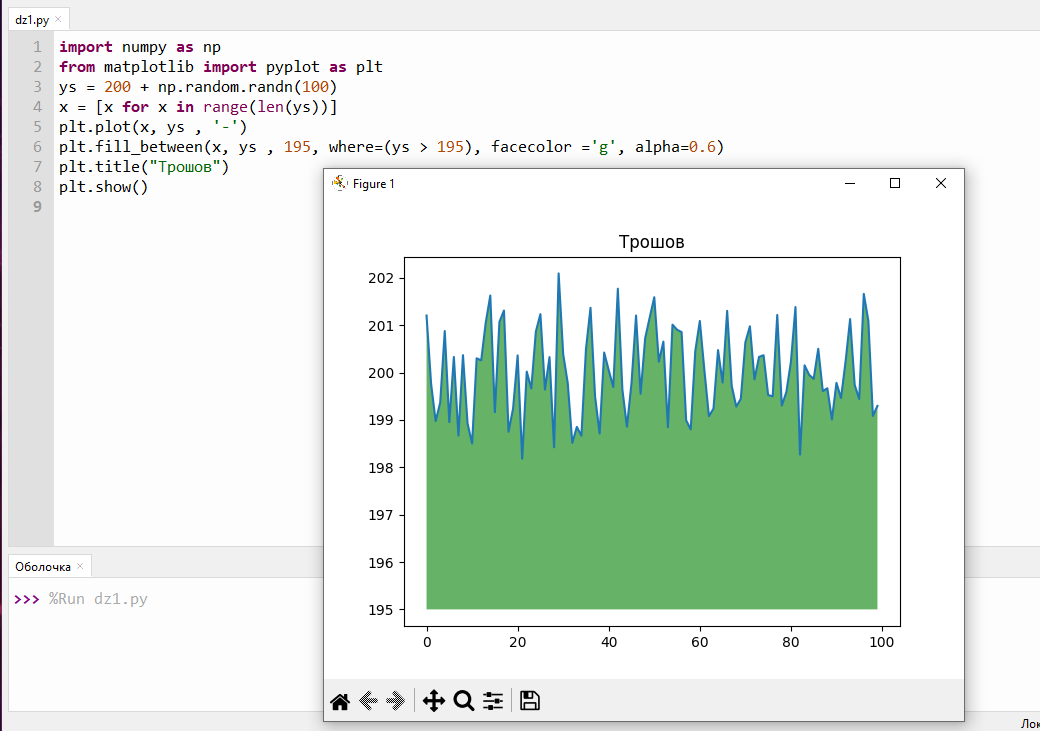 dz1.py
1 import numpy as np
2 from matplotlib import pyplot as plt
3 ys = 200 + np.random.randn(100)
4 x = [x for x in range(len(ys))]
5 plt.plot(x, ys , '-')
6 plt.fill_between(x, ys , 195, where=(ys > 195), facecolor ='g', alpha=0.6)
7 plt.title("Трошов")
8 plt.show()
9
Figure 1
Трошов
202
201
200
199
198
197
196
195
0 20 40 60 80 100
Оболочка
>>> %Run dz1.py
Лок